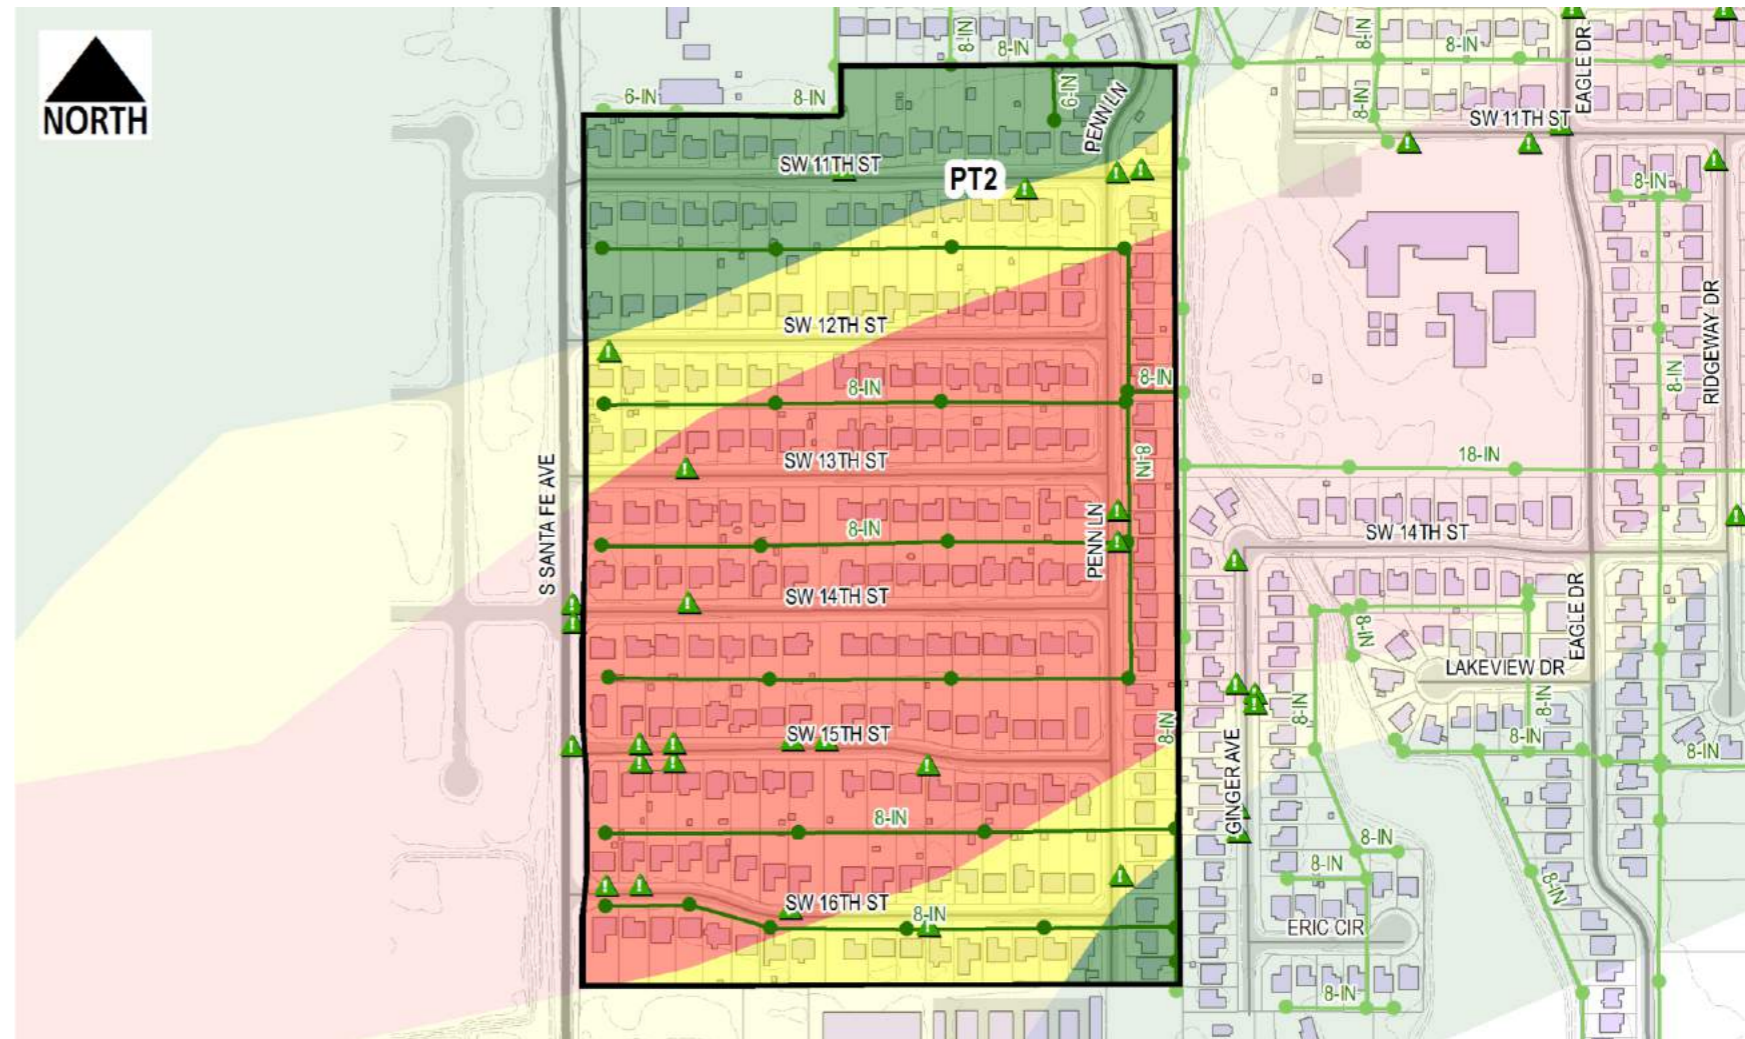 NORTH
8-IN
8-IN
8-IN
8-IN
EAGLE DR
6-IN
8-IN
6-IN
PENN LN
8-IN
SW 11TH ST
SW 11TH ST
PT2
8-IN
SW 12TH ST
RIDGEWAY DR
8-IN
8-IN
8-IN
S SANTA FE AVE
SW 13TH ST
8-IN
18-IN
8-IN
PENN LN
SW 14TH ST
SW 14TH ST
EAGLE DR
8-IN
LAKEVIEW DR
8-IN
8-IN
SW 15TH ST
8-IN
8-IN
8-IN
GINGER AVE
8-IN
8-IN
8-IN
8-IN
SW 16TH ST
8-IN
ERIC CIR
8-IN